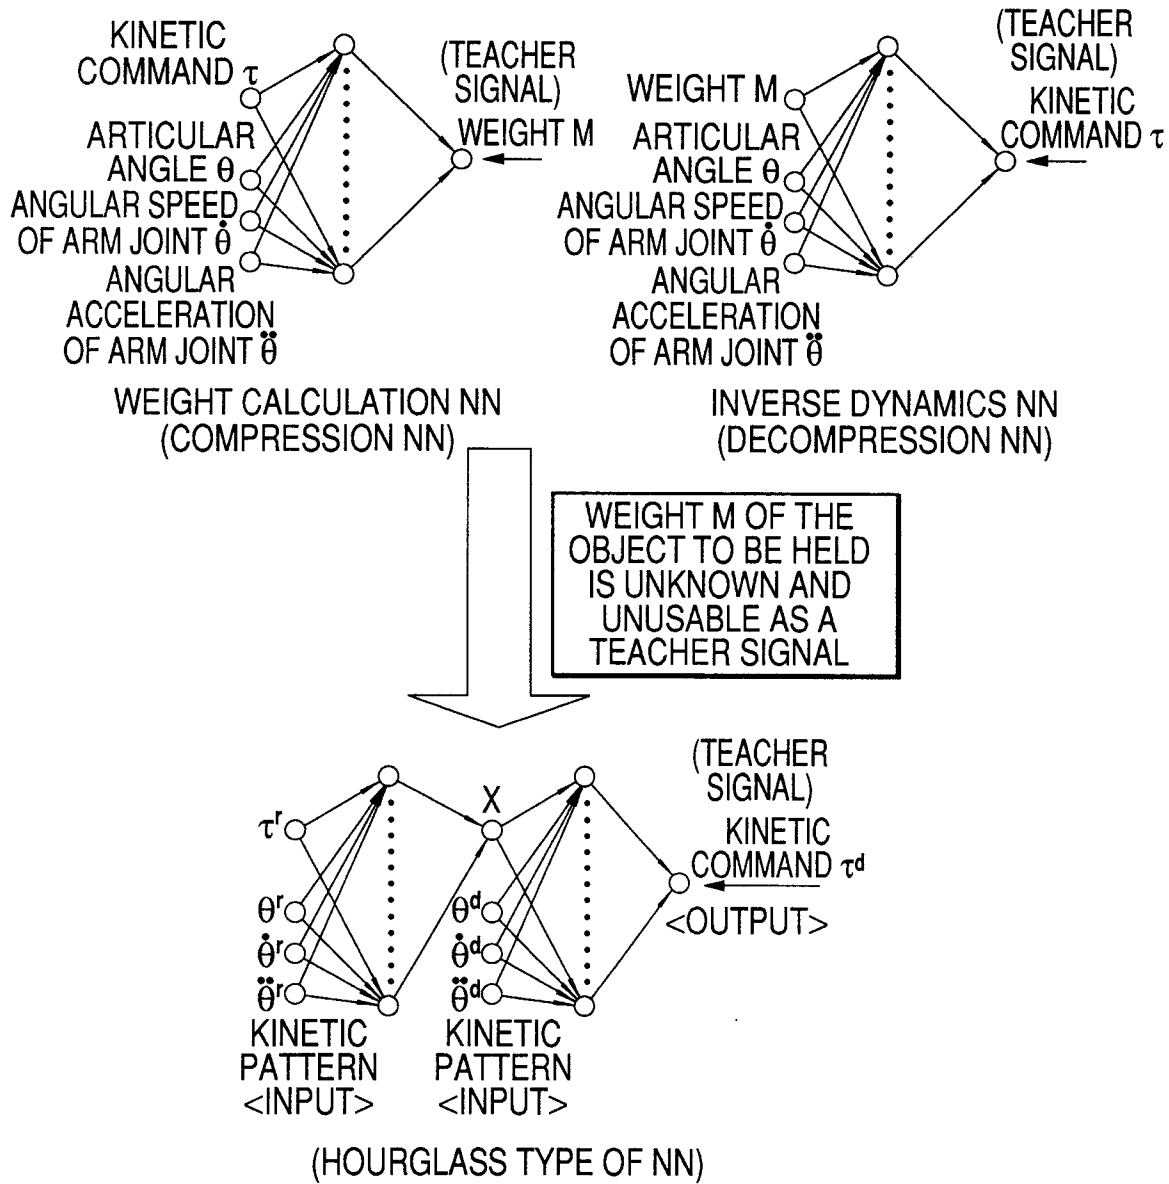 KINETIC
COMMAND τ
(TEACHER
SIGNAL)
WEIGHT M
ARTICULAR
ANGLE θ
ANGULAR SPEED
OF ARM JOINT θ̇
ANGULAR
ACCELERATION
OF ARM JOINT θ̈
WEIGHT CALCULATION NN
(COMPRESSION NN)
(TEACHER
SIGNAL)
WEIGHT M
KINETIC
COMMAND τ
ARTICULAR
ANGLE θ
ANGULAR SPEED
OF ARM JOINT θ̇
ANGULAR
ACCELERATION
OF ARM JOINT θ̈
INVERSE DYNAMICS NN
(DECOMPRESSION NN)
WEIGHT M OF THE
OBJECT TO BE HELD
IS UNKNOWN AND
UNUSABLE AS A
TEACHER SIGNAL
(TEACHER
SIGNAL)
X
τʳ
KINETIC
COMMAND τᵈ
<OUTPUT>
θʳ
θ̇ʳ
θ̈ʳ
θᵈ
θ̇ᵈ
θ̈ᵈ
KINETIC
PATTERN
<INPUT>
KINETIC
PATTERN
<INPUT>
(HOURGLASS TYPE OF NN)